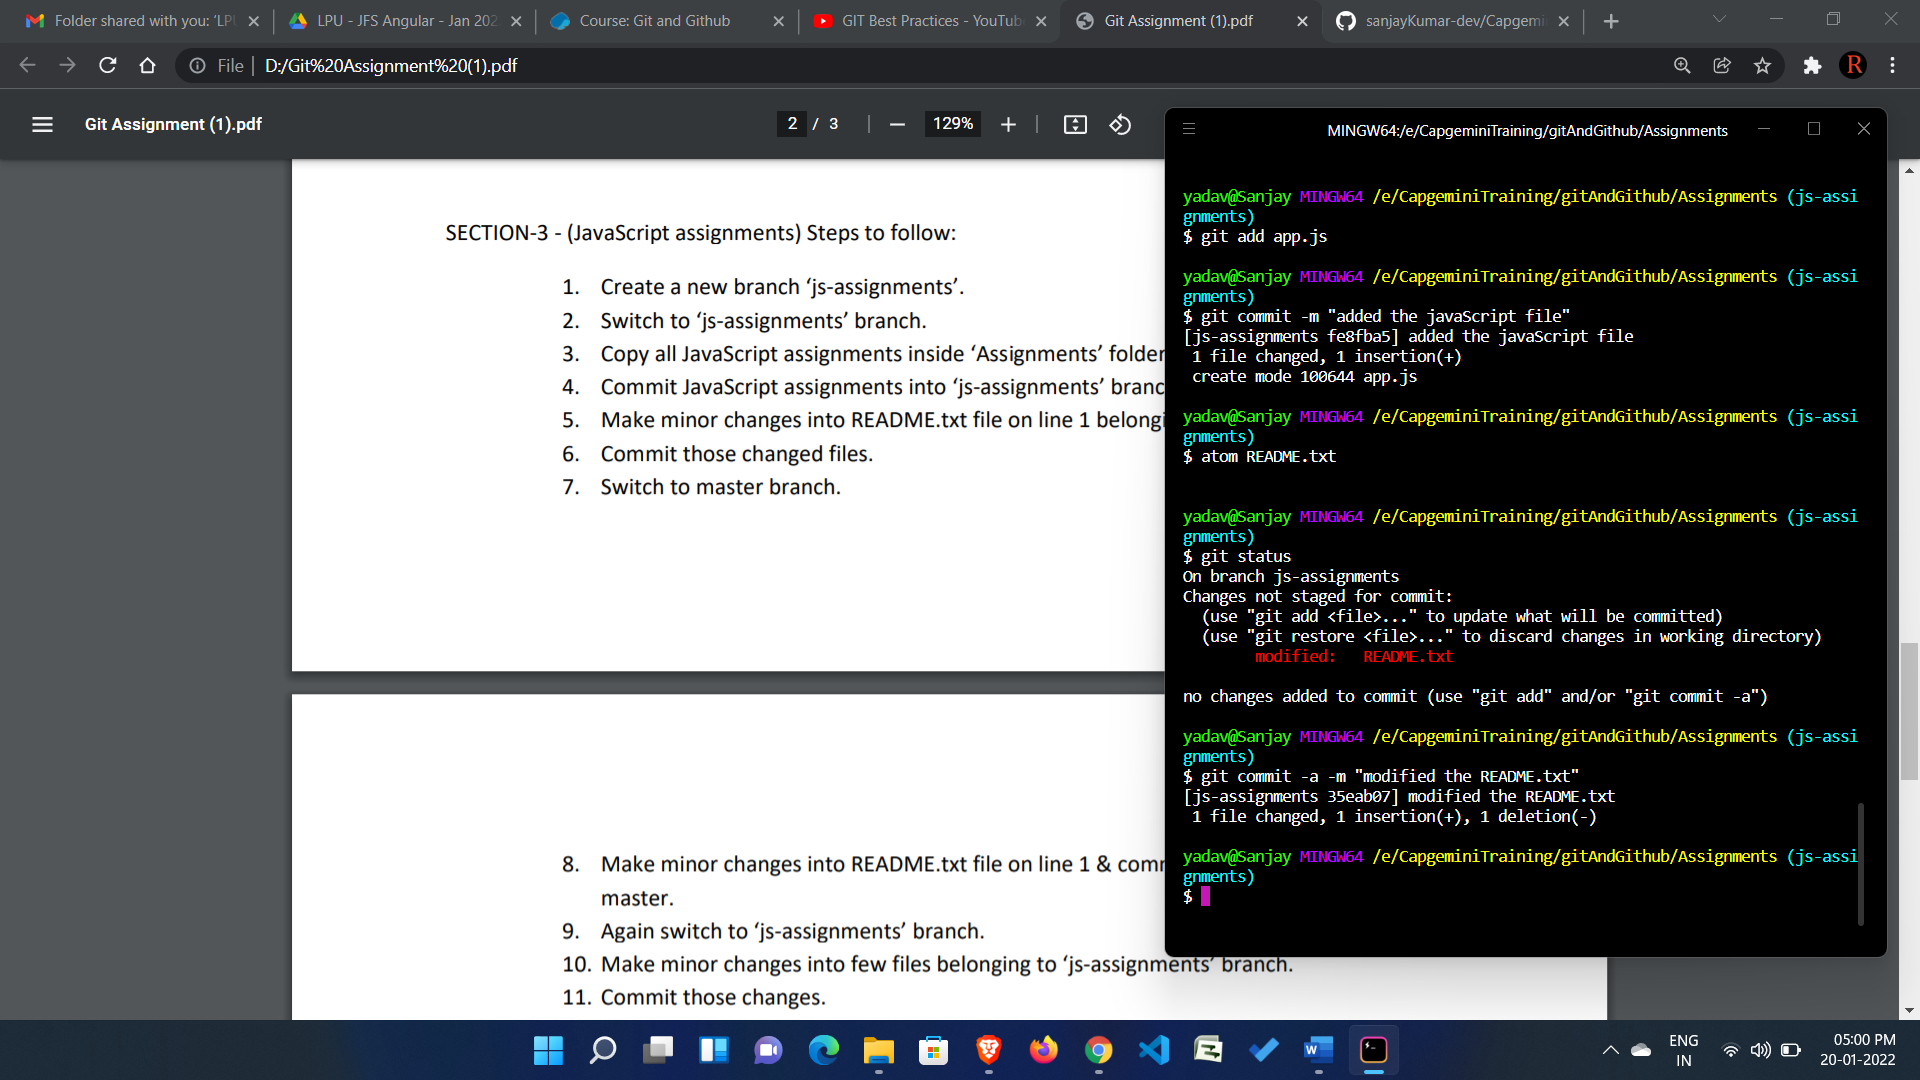 Folder shared with you: 'LPU
LPU - JFS Angular - Jan 202
Course: Git and Github
GIT Best Practices - YouTub
Git Assignment (1).pdf
sanjayKumar-dev/Capgemi
File
D:/Git%20Assignment%20(1).pdf
R
Git Assignment (1).pdf
2 / 3
129%
SECTION-3 - (JavaScript assignments) Steps to follow:
1. Create a new branch ‘js-assignments’.
2. Switch to ‘js-assignments’ branch.
3. Copy all JavaScript assignments inside ‘Assignments’ folder
4. Commit JavaScript assignments into ‘js-assignments’ branc
5. Make minor changes into README.txt file on line 1 belongi
6. Commit those changed files.
7. Switch to master branch.
8. Make minor changes into README.txt file on line 1 & comm
master.
9. Again switch to ‘js-assignments’ branch.
10. Make minor changes into few files belonging to ‘js-assignments’ branch.
11. Commit those changes.
MINGW64:/e/CapgeminiTraining/gitAndGithub/Assignments
yadav@Sanjay MINGW64 /e/CapgeminiTraining/gitAndGithub/Assignments (js-assi
gnments)
$ git add app.js
yadav@Sanjay MINGW64 /e/CapgeminiTraining/gitAndGithub/Assignments (js-assi
gnments)
$ git commit -m "added the javaScript file"
[js-assignments fe8fba5] added the javaScript file
1 file changed, 1 insertion(+)
create mode 100644 app.js
yadav@Sanjay MINGW64 /e/CapgeminiTraining/gitAndGithub/Assignments (js-assi
gnments)
$ atom README.txt
yadav@Sanjay MINGW64 /e/CapgeminiTraining/gitAndGithub/Assignments (js-assi
gnments)
$ git status
On branch js-assignments
Changes not staged for commit:
(use "git add <file>..." to update what will be committed)
(use "git restore <file>..." to discard changes in working directory)
modified: README.txt
no changes added to commit (use "git add" and/or "git commit -a")
yadav@Sanjay MINGW64 /e/CapgeminiTraining/gitAndGithub/Assignments (js-assi
gnments)
$ git commit -a -m "modified the README.txt"
[js-assignments 35eab07] modified the README.txt
1 file changed, 1 insertion(+), 1 deletion(-)
yadav@Sanjay MINGW64 /e/CapgeminiTraining/gitAndGithub/Assignments (js-assi
gnments)
$
ENG
IN
05:00 PM
20-01-2022